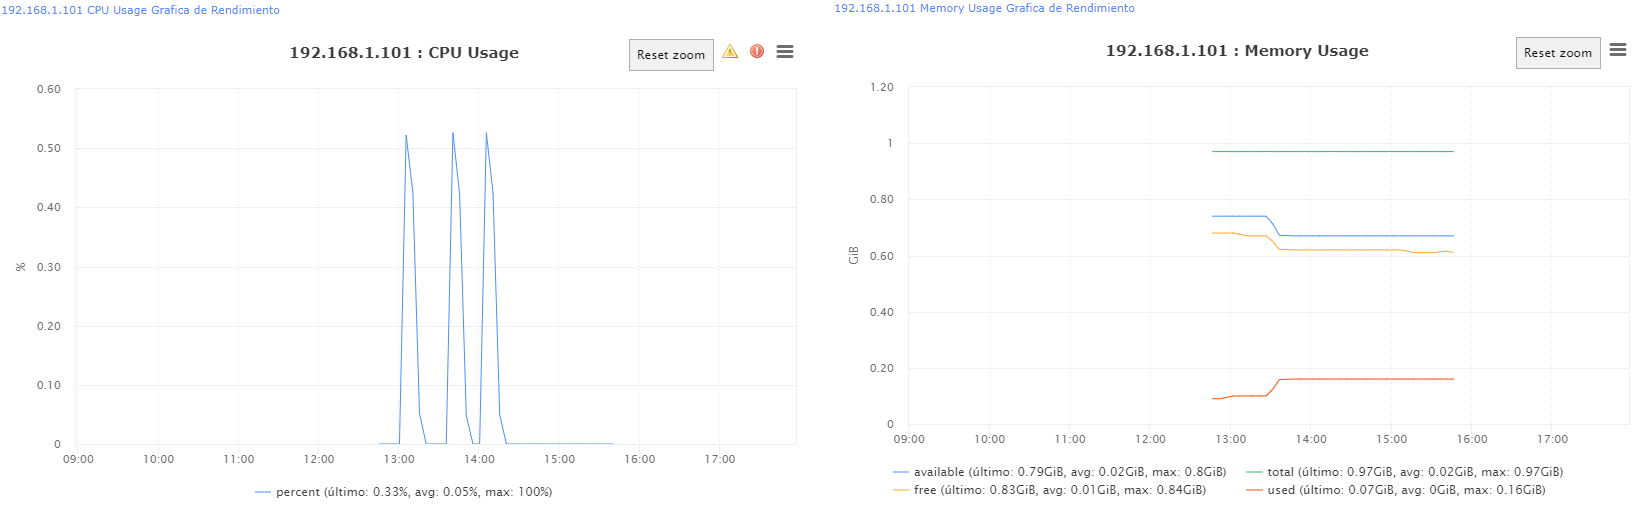 192.168.1.101 CPU Usage Grafica de Rendimiento
192.168.1.101 : CPU Usage
Reset zoom
0.60
0.50
0.40
0.30
0.20
0.10
0
%
09:00 10:00 11:00 12:00 13:00 14:00 15:00 16:00 17:00
percent (último: 0.33%, avg: 0.05%, max: 100%)
192.168.1.101 Memory Usage Grafica de Rendimiento
192.168.1.101 : Memory Usage
Reset zoom
1.20
1
0.80
0.60
0.40
0.20
0
GiB
09:00 10:00 11:00 12:00 13:00 14:00 15:00 16:00 17:00
available (último: 0.79GiB, avg: 0.02GiB, max: 0.8GiB) total (último: 0.97GiB, avg: 0.02GiB, max: 0.97GiB)
free (último: 0.83GiB, avg: 0.01GiB, max: 0.84GiB) used (último: 0.07GiB, avg: 0GiB, max: 0.16GiB)